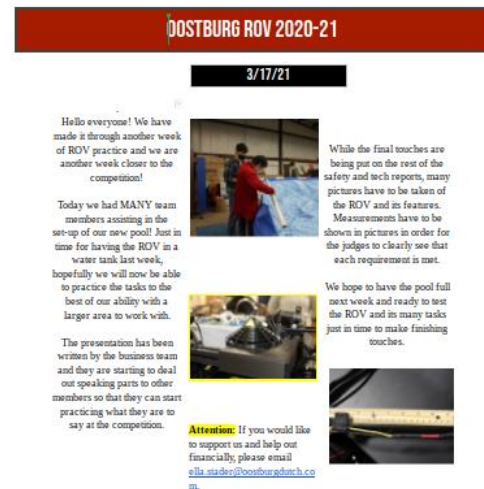 OOSTBURG ROV 2020-21
3/17/21
Hello everyone! We have
made it through another week
of ROV practice and we are
another week closer to the
competition!
Today we had MANY team
members assisting in the
set-up of our new pool! Just in
time for having the ROV in a
water tank last week,
hopefully we will now be able
to practice the tasks to the
best of our ability with a
larger area to work with.
The presentation has been
written by the business team
and they are starting to deal
out speaking parts to other
members so that they can start
practicing what they are to
say at the competition.
Attention: If you would like
to support us and help out
financially, please email
ella.stader@oostburgdutch.co
m.
While the final touches are
being put on the rest of the
safety and tech reports, many
pictures have to be taken of
the ROV and its features.
Measurements have to be
shown in pictures in order for
the judges to clearly see that
each requirement is met.
We hope to have the pool full
next week and ready to test
the ROV and its many tasks
just in time to make finishing
touches.